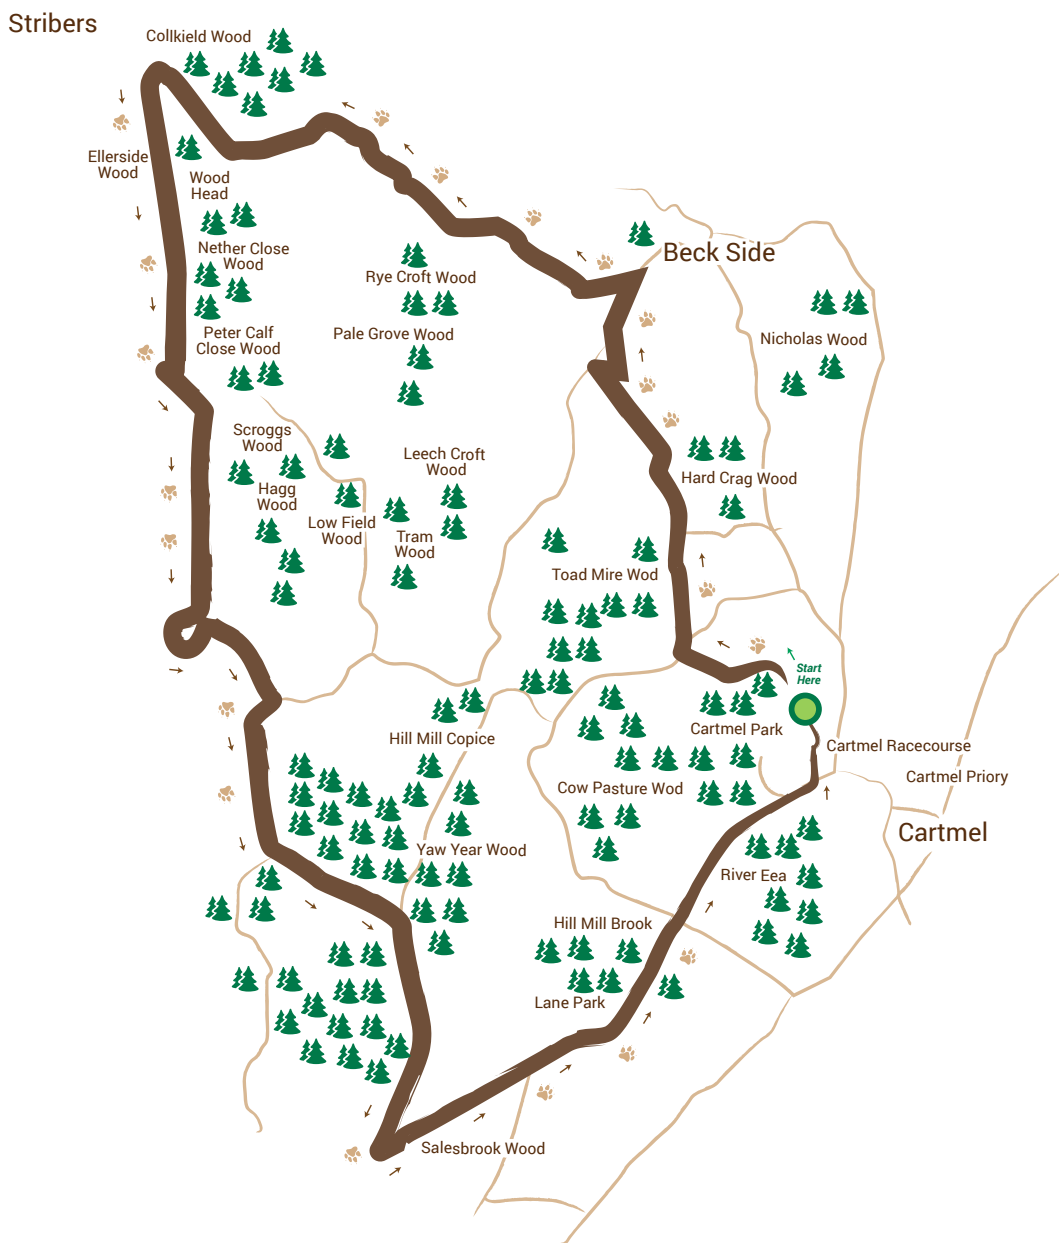 Stribers
Collkield Wood
Ellerside
Wood
Wood
Head
Nether Close
Wood
Rye Croft Wood
Beck Side
Peter Calf
Close Wood
Pale Grove Wood
Nicholas Wood
Scroggs
Wood
Leech Croft
Wood
Hard Crag Wood
Hagg
Wood
Low Field
Wood
Tram
Wood
Toad Mire Wod
Start
Here
Cartmel Park
Hill Mill Copice
Cartmel Racecourse
Cartmel Priory
Cow Pasture Wod
Cartmel
Yaw Year Wood
River Eea
Hill Mill Brook
Lane Park
Salesbrook Wood